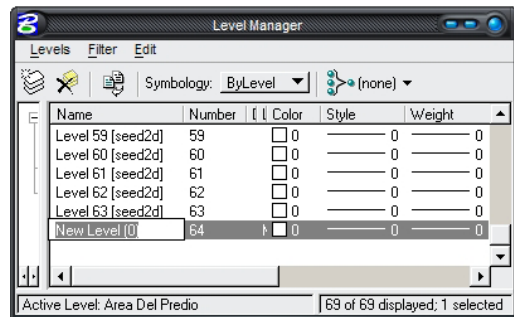 Level Manager
Levels Filter Edit
Symbology: ByLevel (none)
Name Number Color Style Weight
Level 59 [seed2d] 59 0 0 0
Level 60 [seed2d] 60 0 0 0
Level 61 [seed2d] 61 0 0 0
Level 62 [seed2d] 62 0 0 0
Level 63 [seed2d] 63 0 0 0
New Level (0) 64 0 0 0
Active Level: Area Del Predio 69 of 69 displayed; 1 selected